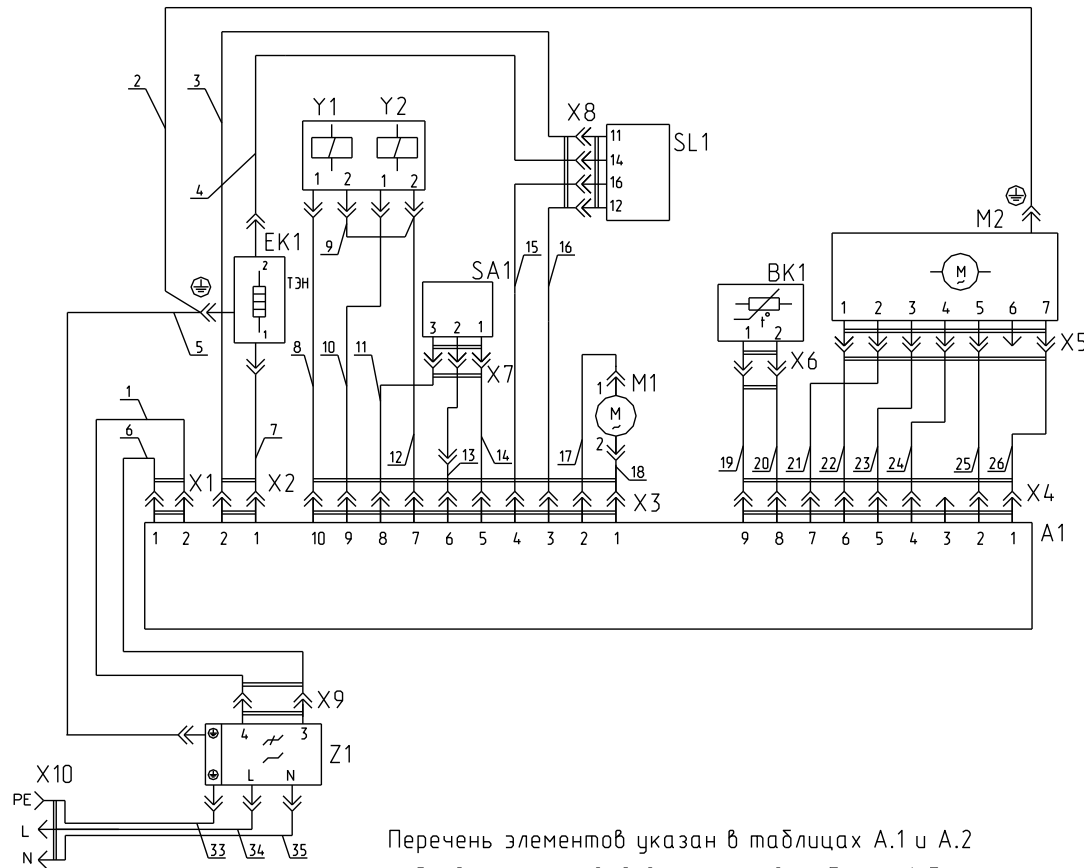 2 3
Y1 Y2 X8
11 SL1
14
4 1 2 1 2 16
12
9 15 16 M2
EK1
2 ТЭН SA1 BK1 M
~
t°
1 3 2 1 1 2 1 2 3 4 5 6 7
5 8 10 11 X7 X6 X5
1 M1
1 M
~
6 7 2
12 13 14 17 18 19 20 21 22 23 24 25 26
X1 X2 X3 X4
1 2 2 1 10 9 8 7 6 5 4 3 2 1 9 8 7 6 5 4 3 2 1 A1
X9
4 3
Z1
L N
X10
PE
L
N 33 34 35
Перечень элементов указан в таблицах А.1 и А.2